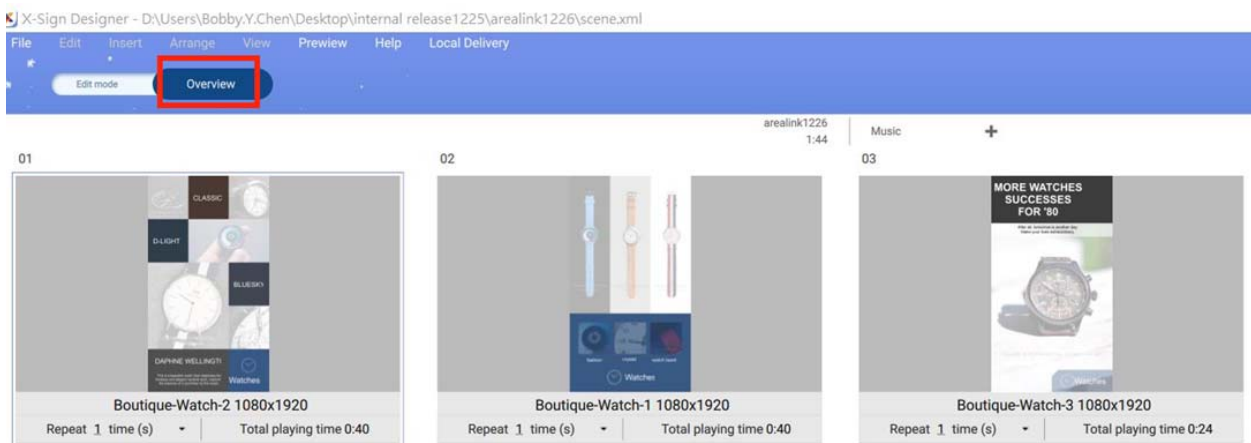 X-Sign Designer - D:\Users\Bobby.Y.Chen\Desktop\internal release1225\arealink1226\scene.xml
File Edit Insert Arrange View Prewiew Help Local Delivery
Edit mode Overview
arealink1226
1:44
Music +
01 02 03
CLASSIC
D-LIGHT
BLUESKY
DAPHNE WELLINGT
Watches
Watches
MORE WATCHES
SUCCESSES
FOR '80
Watches
Boutique-Watch-2 1080x1920
Repeat 1 time (s) Total playing time 0:40
Boutique-Watch-1 1080x1920
Repeat 1 time (s) Total playing time 0:40
Boutique-Watch-3 1080x1920
Repeat 1 time (s) Total playing time 0:24